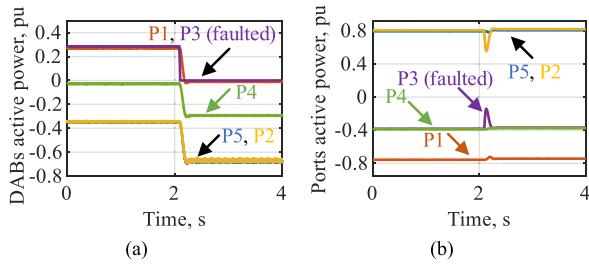 DABs active power, pu
0.4
0.2
0
-0.2
-0.4
-0.6
-0.8
P1, P3 (faulted)
P4
P5, P2
0
2
4
Time, s
(a)
Ports active power, pu
0.8
0.4
0
-0.4
-0.8
P5, P2
P3 (faulted)
P4
P1
0
2
4
Time, s
(b)